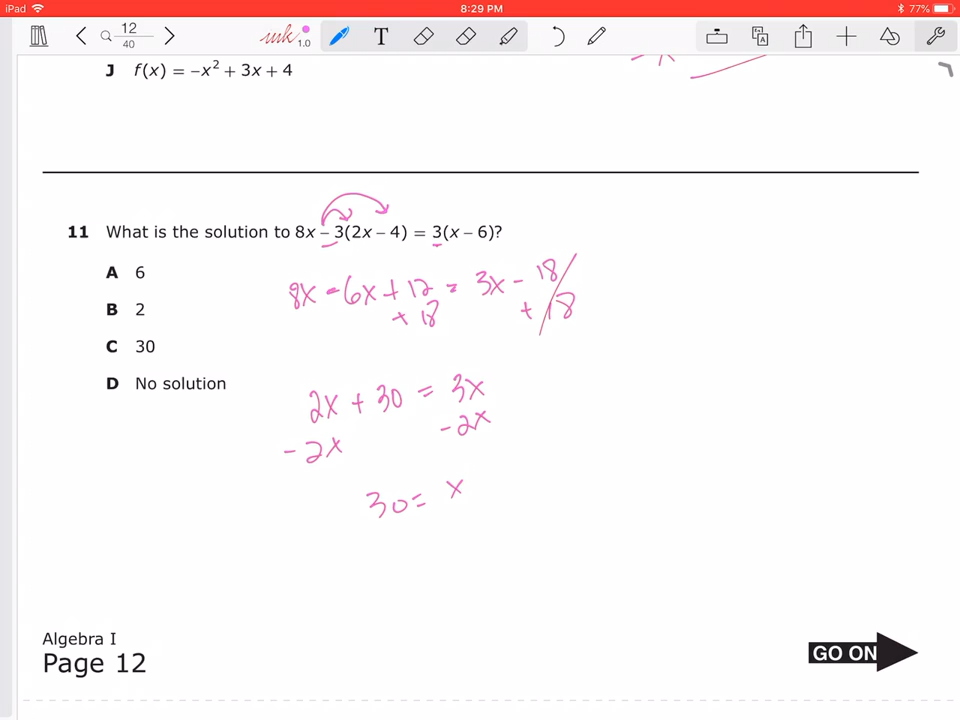 iPad 8:29 PM 77%
12
40
ink 1.0 T
J f(x) = −x² + 3x + 4
11 What is the solution to 8x − 3(2x − 4) = 3(x − 6)?
A 6
B 2
C 30
D No solution
8x - 6x + 12 = 3x - 18
+ 18 + 18
2x + 30 = 3x
- 2x - 2x
30 = x
Algebra I
Page 12
GO ON